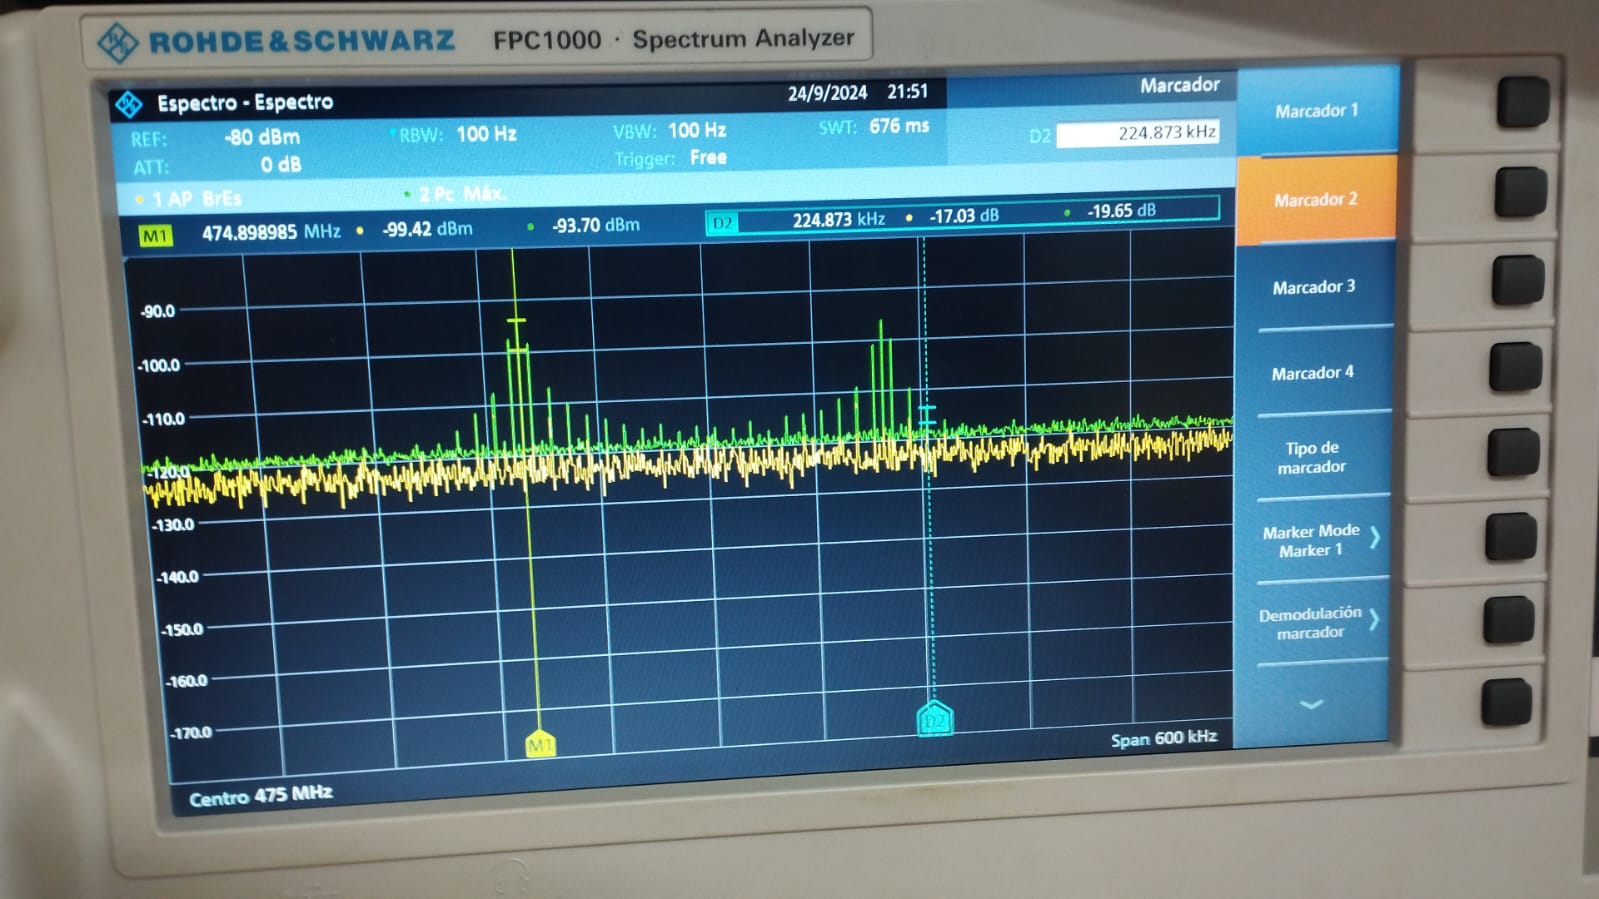 ROHDE&SCHWARZ FPC1000 · Spectrum Analyzer
Espectro - Espectro 24/9/2024 21:51 Marcador
REF: -80 dBm RBW: 100 Hz VBW: 100 Hz SWT: 676 ms D2 224.873 kHz
ATT: 0 dB Trigger: Free
1 AP BrEs 2 Pc Máx.
M1 474.898985 MHz -99.42 dBm -93.70 dBm D2 224.873 kHz -17.03 dB -19.65 dB
-90.0
-100.0
-110.0
-120.0
-130.0
-140.0
-150.0
-160.0
-170.0
M1
D2
Centro 475 MHz Span 600 kHz
Marcador 1
Marcador 2
Marcador 3
Marcador 4
Tipo de
marcador
Marker Mode
Marker 1
Demodulación
marcador